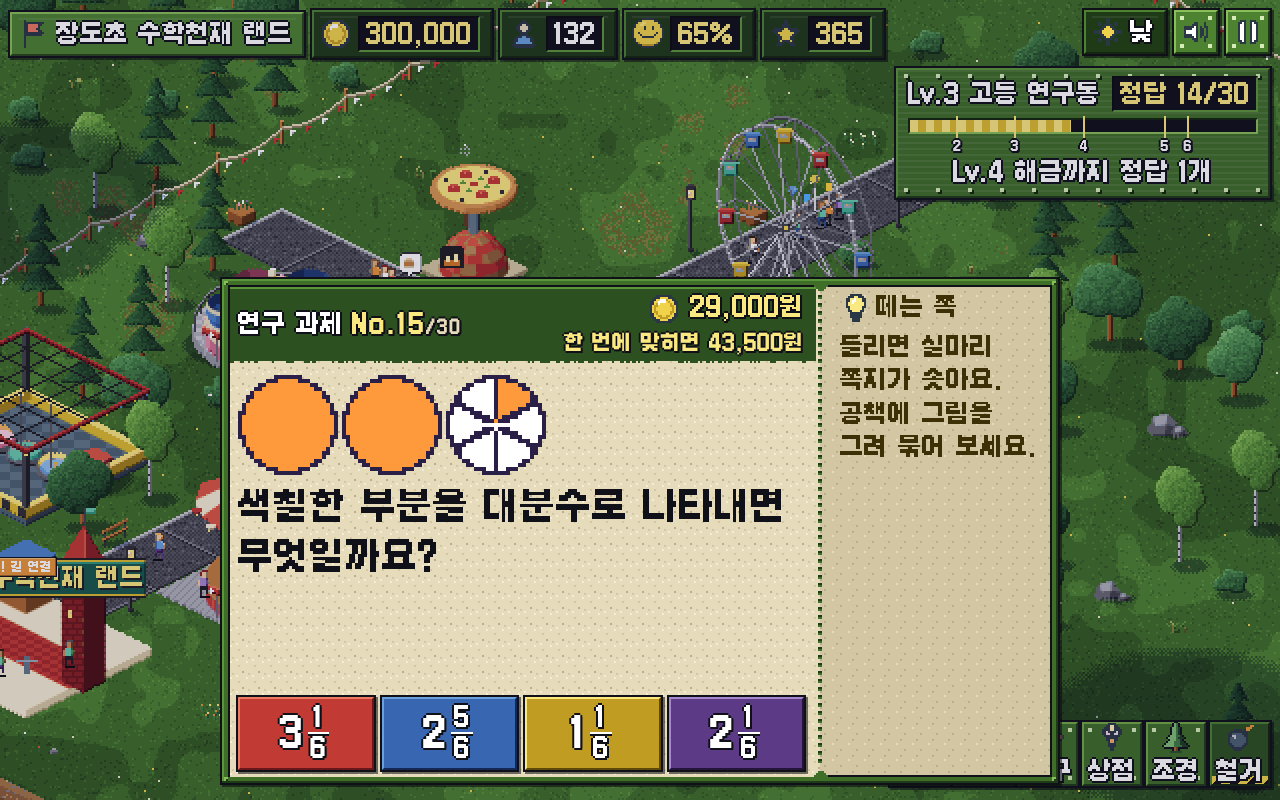 장도초 수학천재 랜드
300,000
132
65%
365
낮
Lv.3 고등 연구동
정답 14/30
2 3 4 5 6
Lv.4 해금까지 정답 1개
연구 과제 No.15/30
29,000원
한 번에 맞히면 43,500원
색칠한 부분을 대분수로 나타내면
무엇일까요?
3 1/6
2 5/6
1 1/6
2 1/6
떼는 쪽
틀리면 실마리
쪽지가 솟아요.
공책에 그림을
그려 묶어 보세요.
! 길 연결
수학천재 랜드
상점
조경
철거